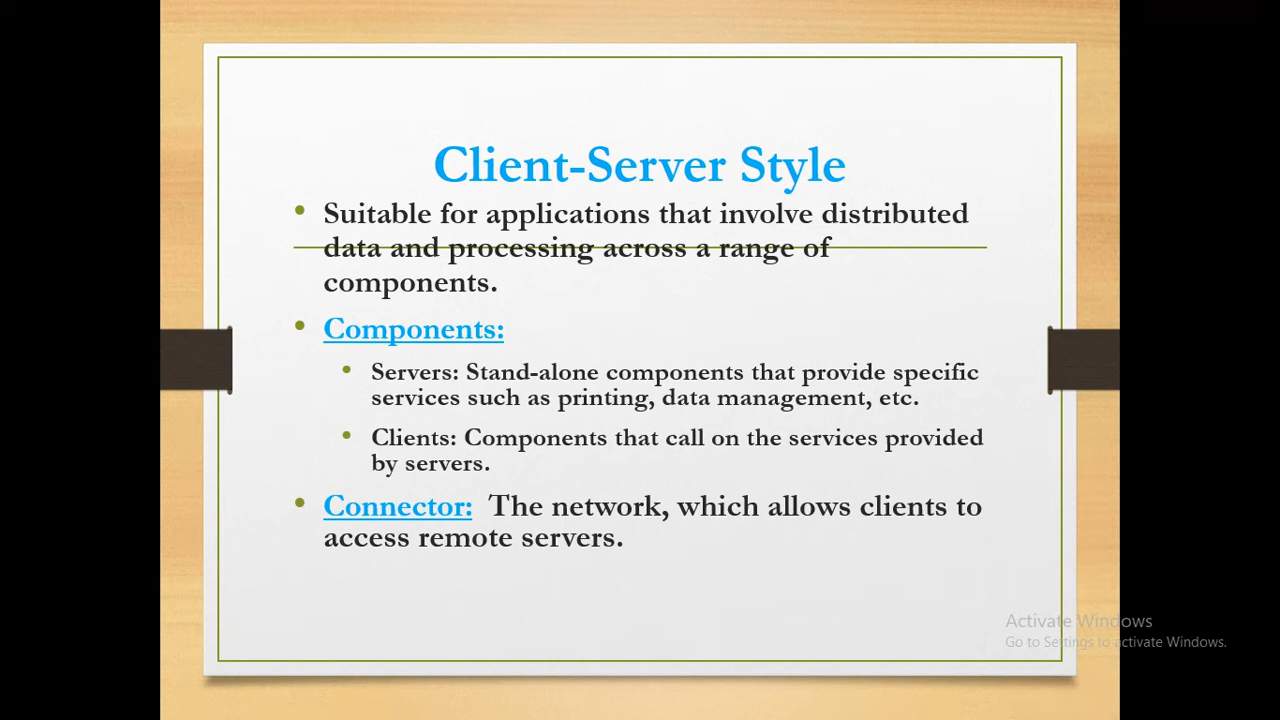 Client-Server Style
• Suitable for applications that involve distributed
data and processing across a range of
components.
• Components:
• Servers: Stand-alone components that provide specific
services such as printing, data management, etc.
• Clients: Components that call on the services provided
by servers.
• Connector: The network, which allows clients to
access remote servers.
Activate Windows
Go to Settings to activate Windows.